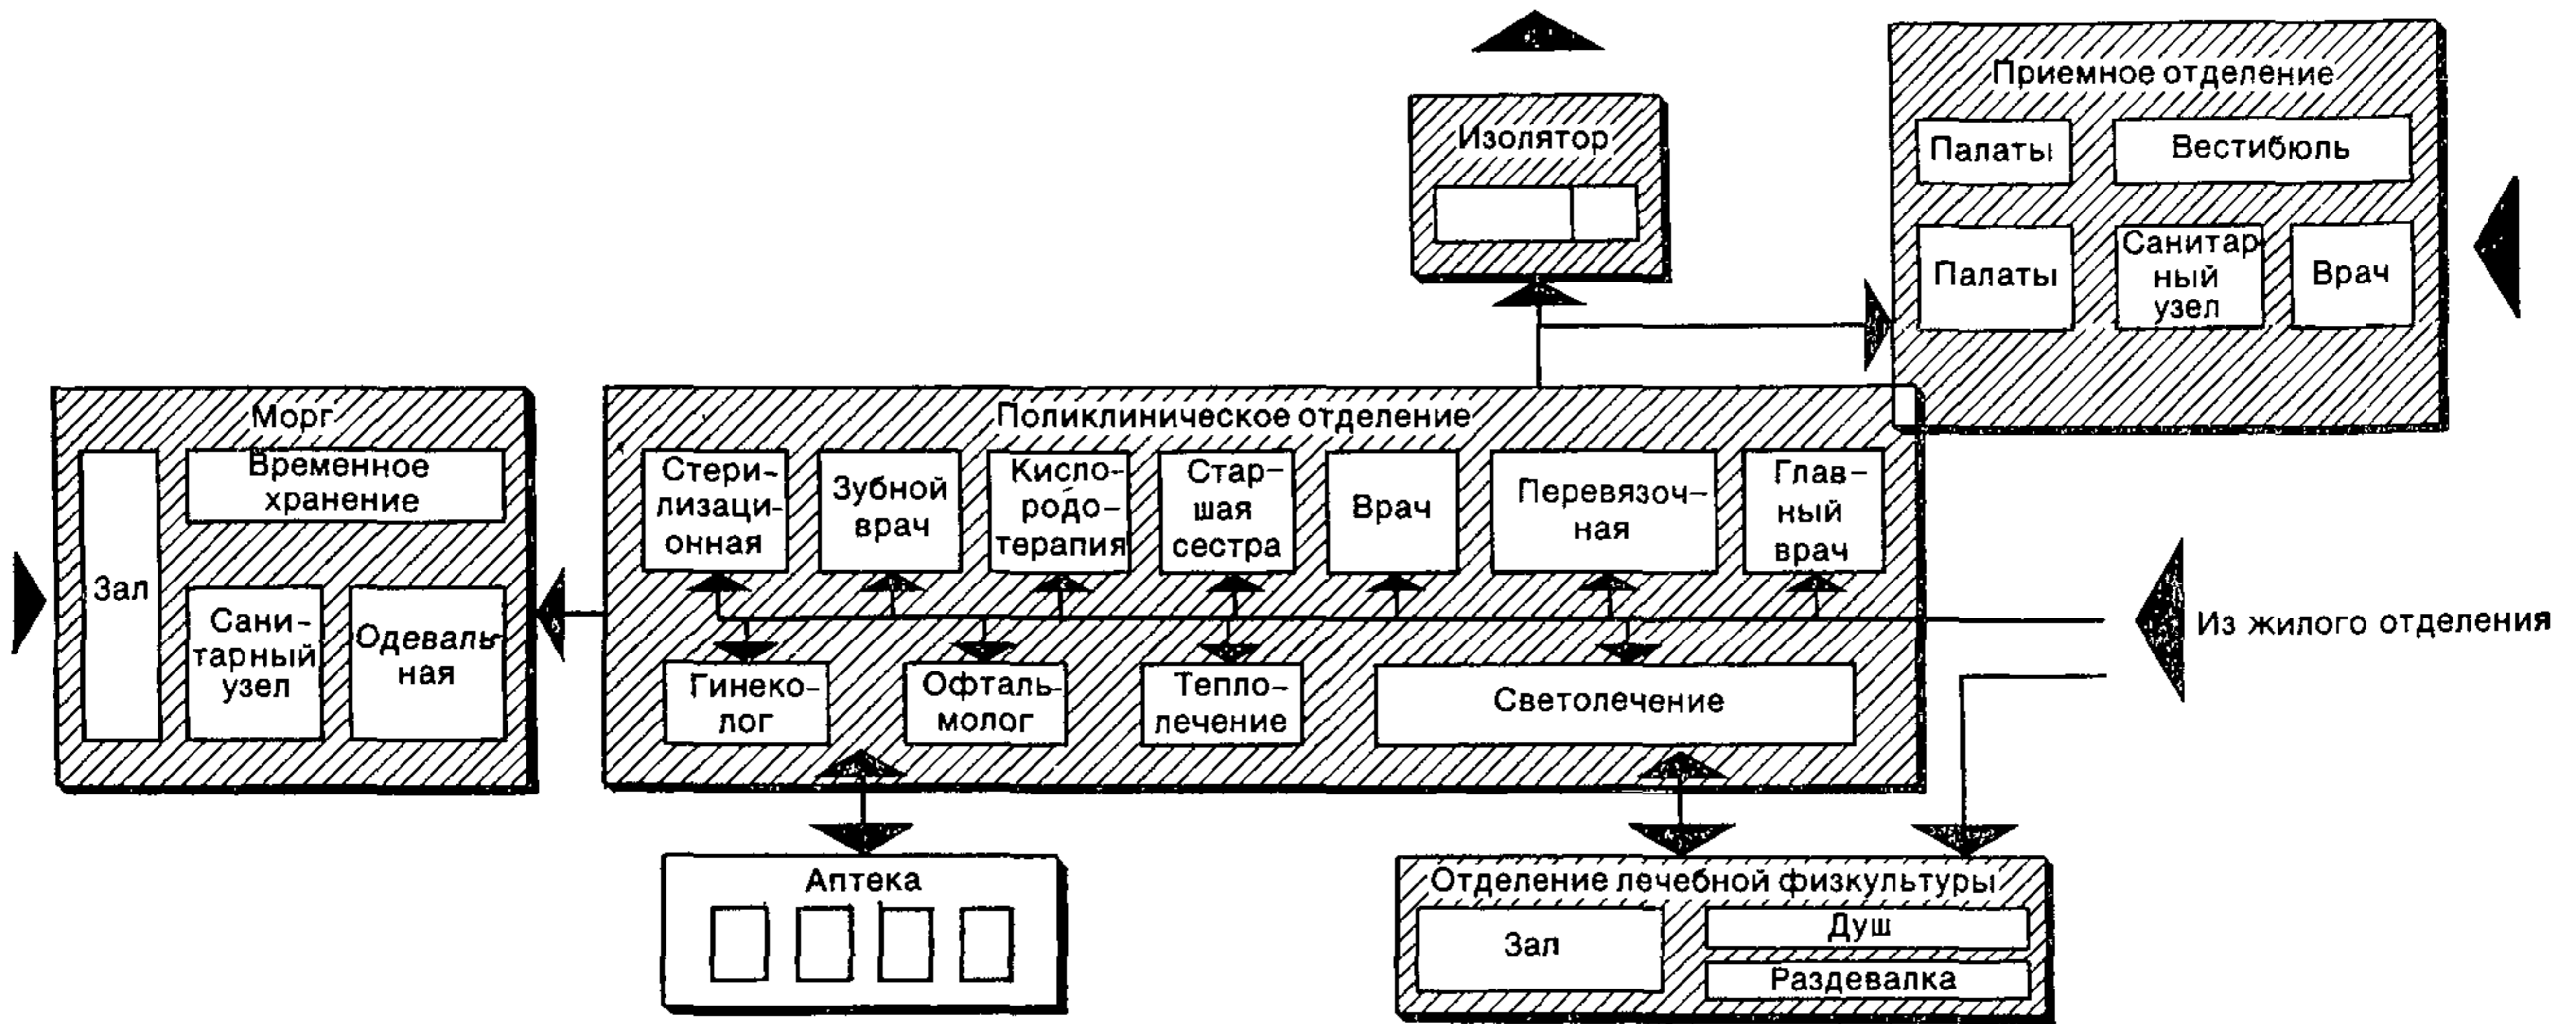 Приемное отделение
Палаты
Вестибюль
Палаты
Санитар
ный
узел
Врач
Изолятор
Морг
Зал
Временное
хранение
Сани-
тарный
узел
Одеваль-
ная
Поликлиническое отделение
Стери-
лизаци-
онная
Зубной
врач
Кисло-
родо-
терапия
Стар-
шая
сестра
Врач
Перевязоч-
ная
Глав-
ный
врач
Гинеко-
лог
Офталь-
молог
Тепло-
лечение
Светолечение
Из жилого отделения
Аптека
Отделение лечебной физкультуры
Зал
Душ
Раздевалка